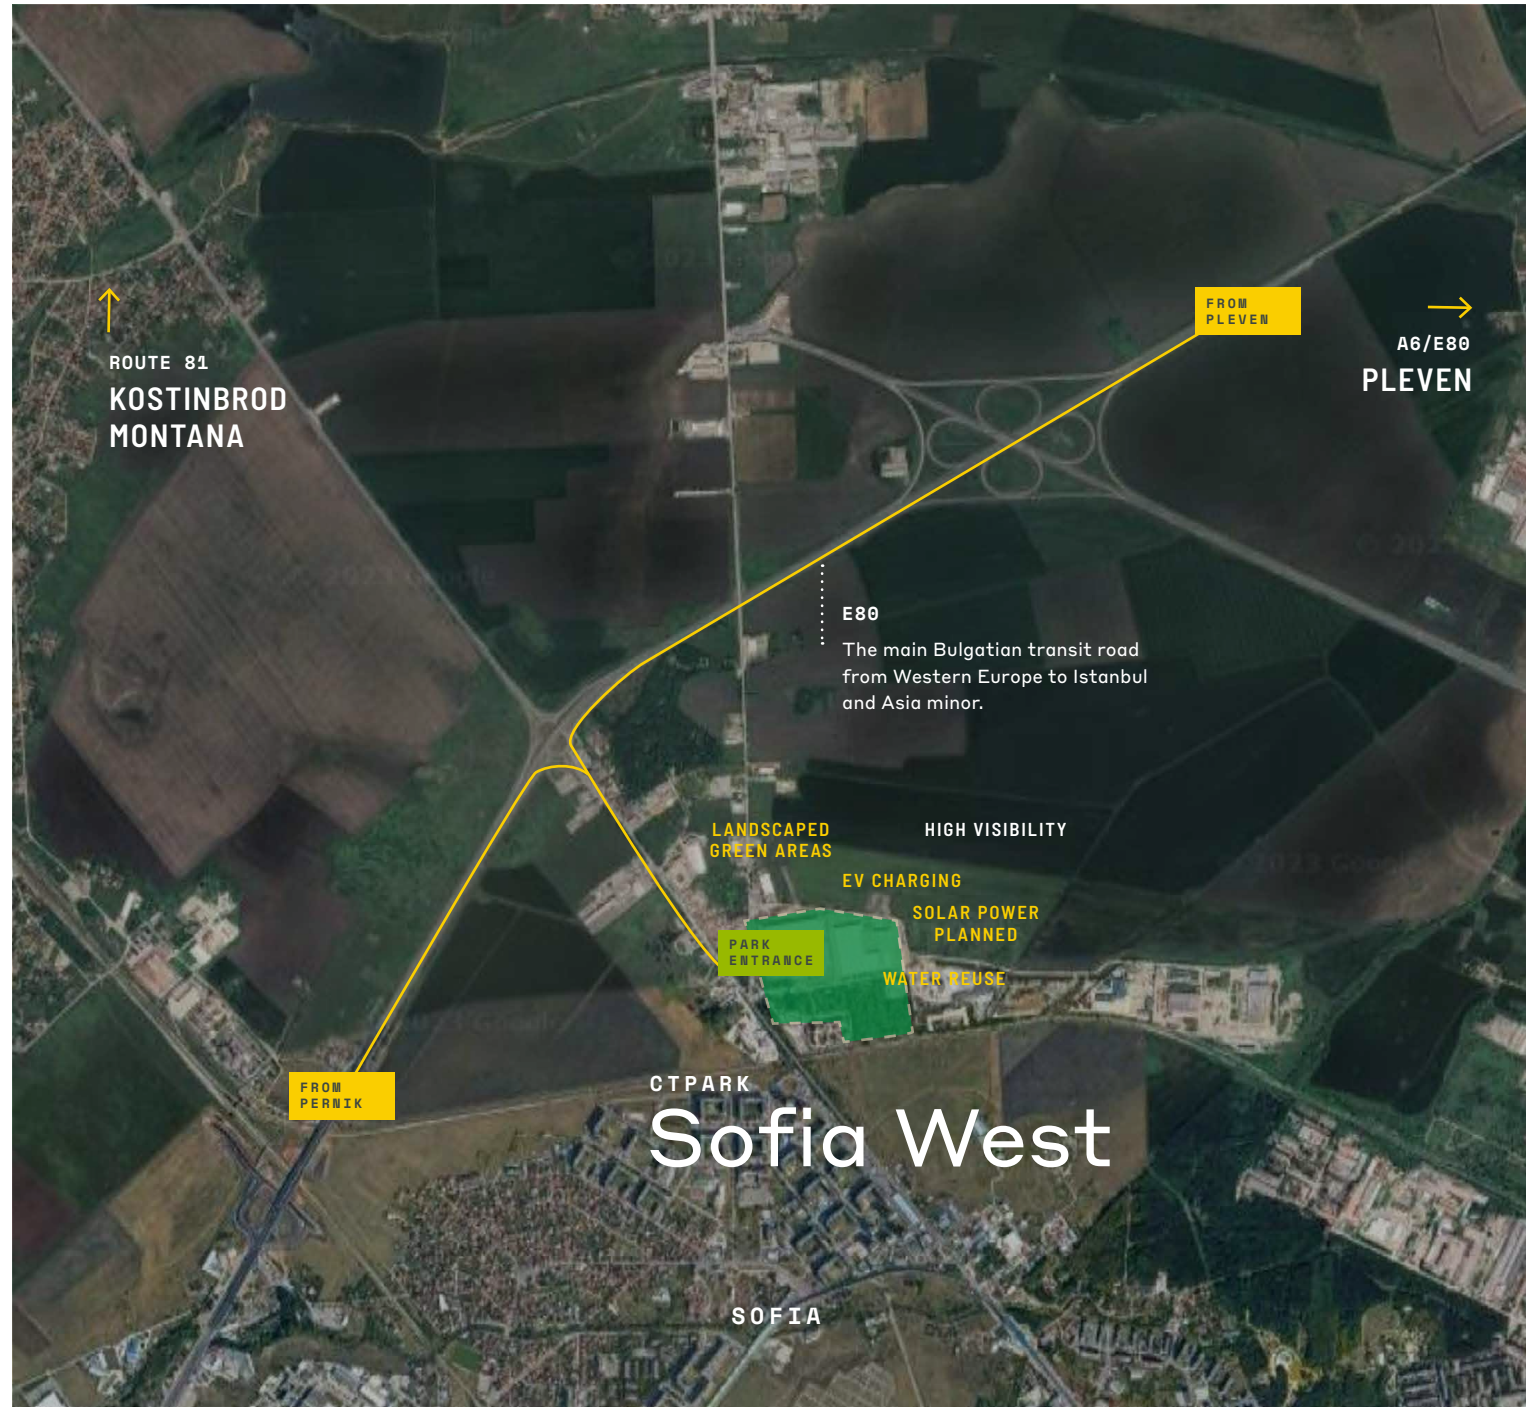 FROM
PLEVEN
A6/E80
PLEVEN
ROUTE 81
KOSTINBROD
MONTANA
E80
The main Bulgatian transit road
from Western Europe to Istanbul
and Asia minor.
LANDSCAPED
GREEN AREAS
HIGH VISIBILITY
EV CHARGING
SOLAR POWER
PLANNED
PARK
ENTRANCE
WATER REUSE
FROM
PERNIK
CTPARK
Sofia West
SOFIA